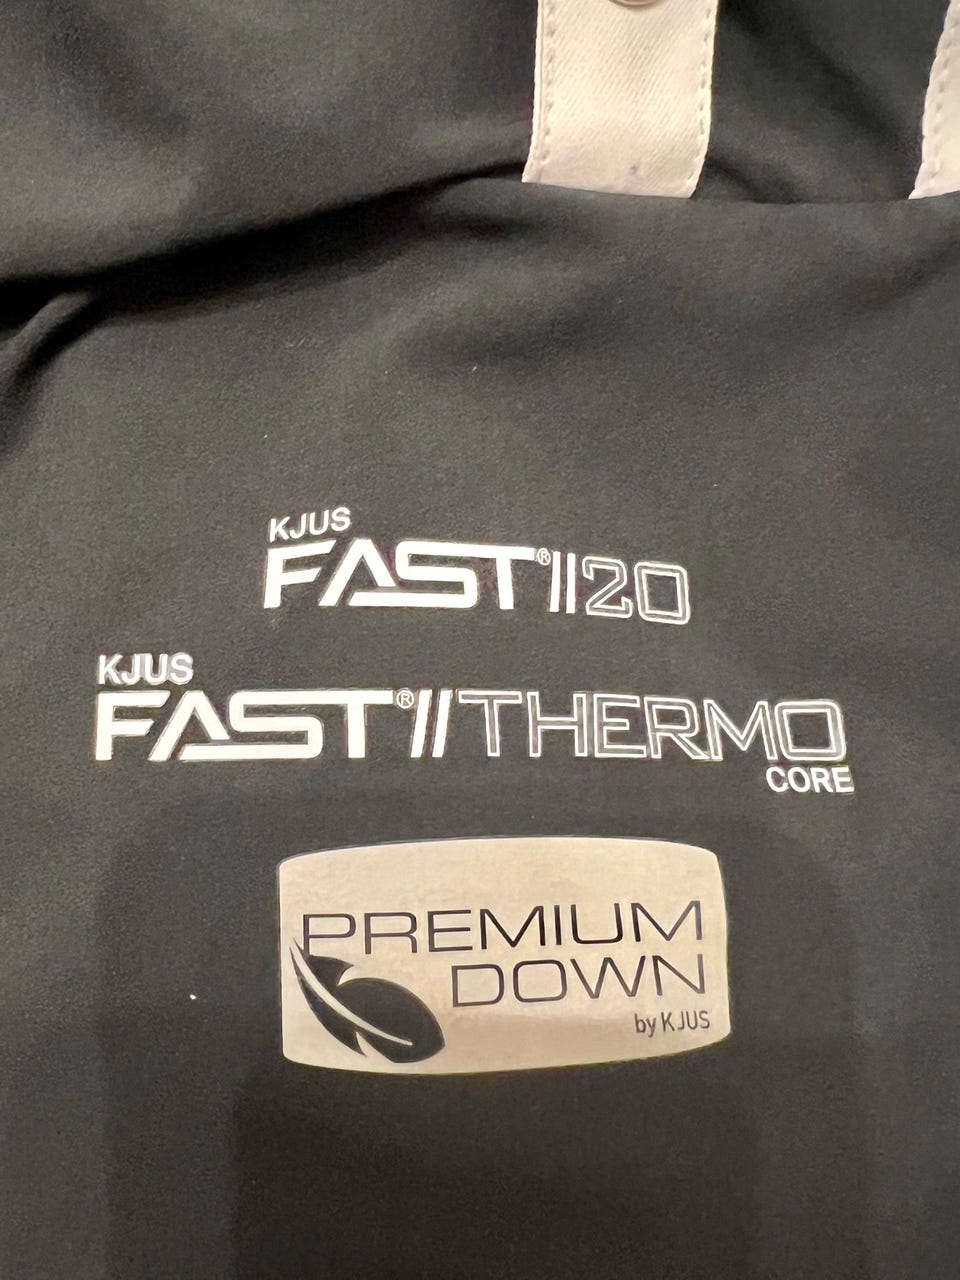 KJUS
FAST®//20
KJUS
FAST®//THERMO
CORE
PREMIUM
DOWN
by KJUS